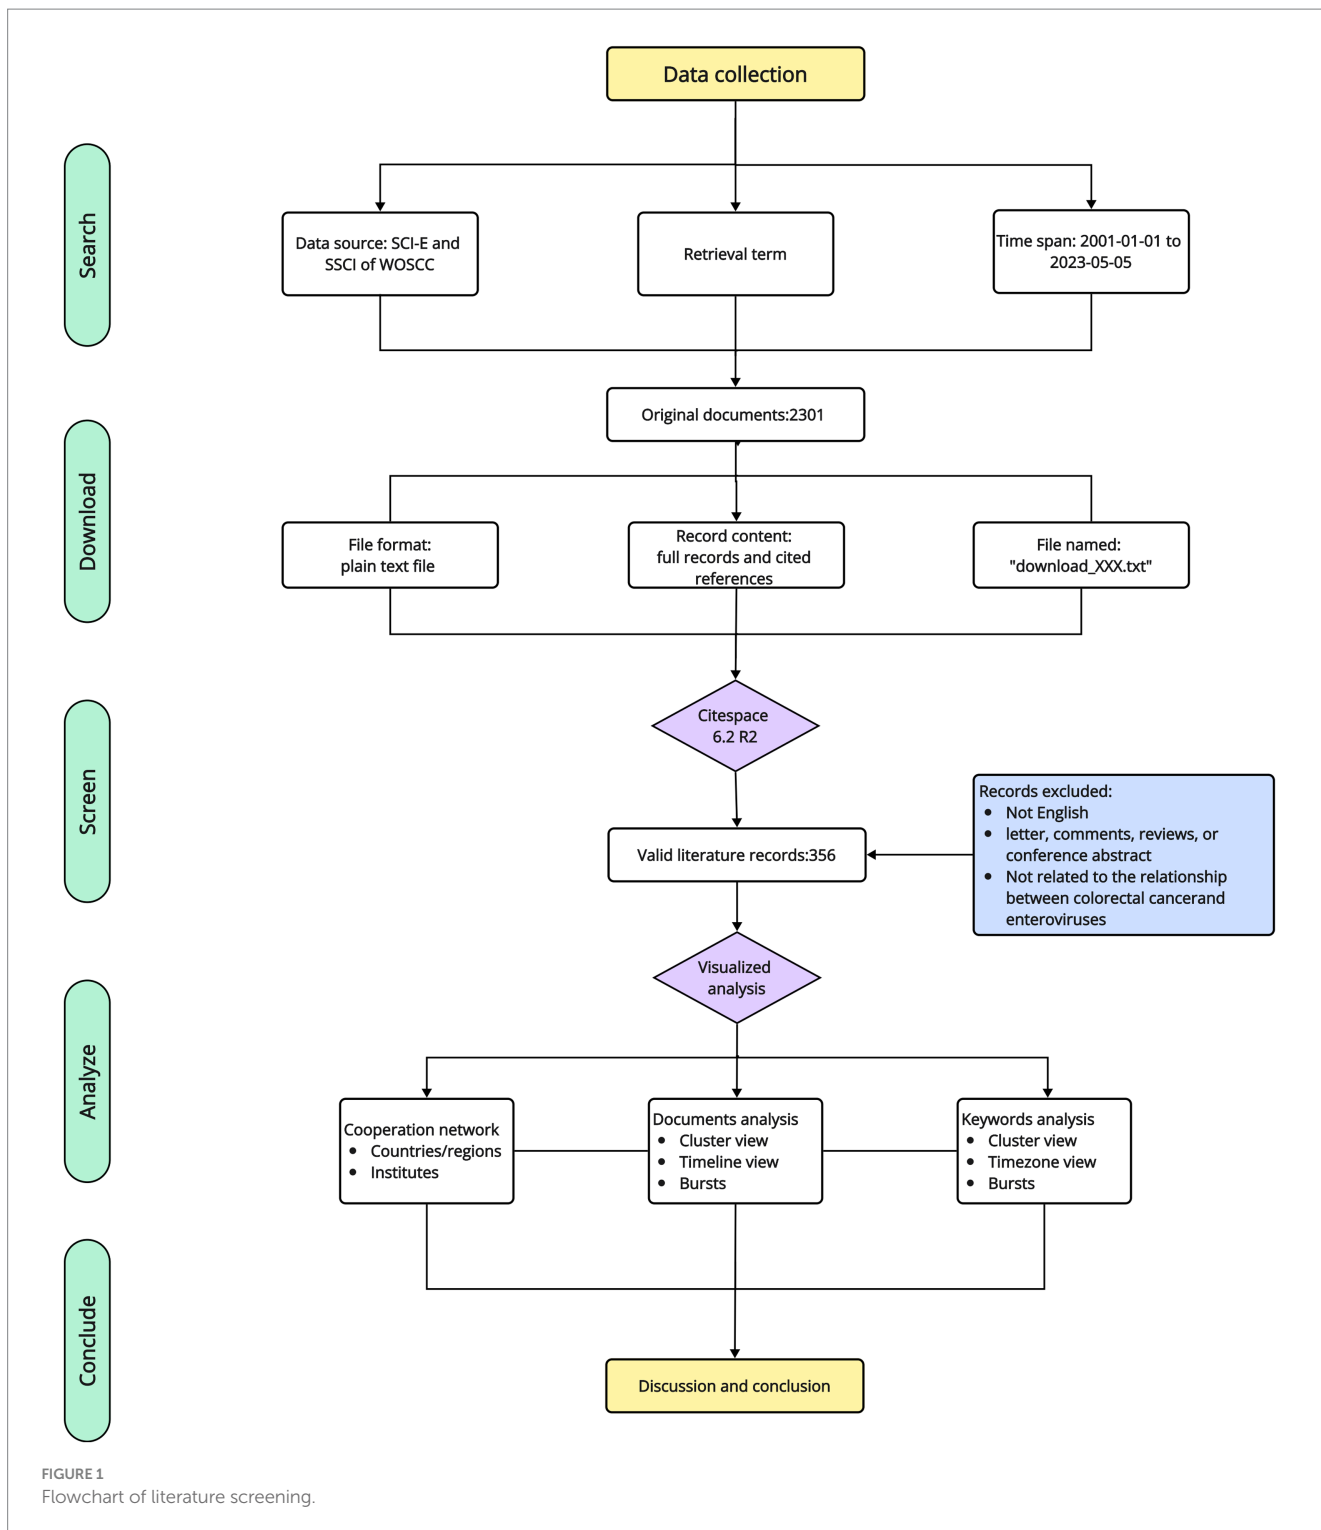 Data collection
Search
Data source: SCI-E and
SSCI of WOSCC
Retrieval term
Time span: 2001-01-01 to
2023-05-05
Original documents:2301
Download
File format:
plain text file
Record content:
full records and cited
references
File named:
"download_XXX.txt"
Citespace
6.2 R2
Screen
Valid literature records:356
Records excluded:
• Not English
• letter, comments, reviews, or
conference abstract
• Not related to the relationship
between colorectal cancerand
enteroviruses
Visualized
analysis
Analyze
Cooperation network
• Countries/regions
• Institutes
Documents analysis
• Cluster view
• Timeline view
• Bursts
Keywords analysis
• Cluster view
• Timezone view
• Bursts
Conclude
Discussion and conclusion
FIGURE 1
Flowchart of literature screening.